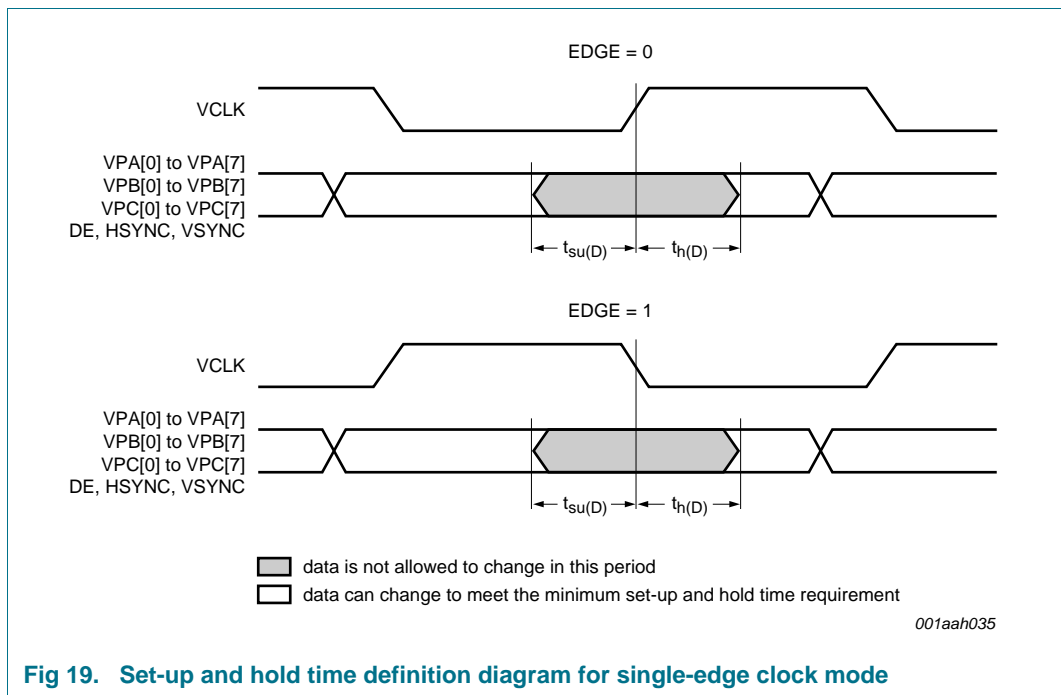 EDGE = 0
VCLK
VPA[0] to VPA[7]
VPB[0] to VPB[7]
VPC[0] to VPC[7]
DE, HSYNC, VSYNC
tsu(D)
th(D)
EDGE = 1
VCLK
VPA[0] to VPA[7]
VPB[0] to VPB[7]
VPC[0] to VPC[7]
DE, HSYNC, VSYNC
tsu(D)
th(D)
data is not allowed to change in this period
data can change to meet the minimum set-up and hold time requirement
001aah035
Fig 19. Set-up and hold time definition diagram for single-edge clock mode